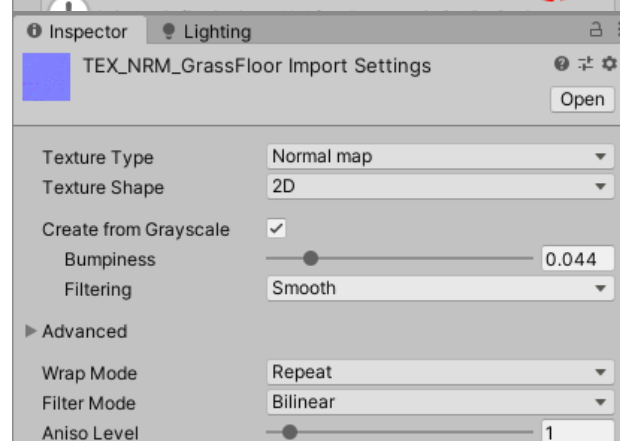 Inspector Lighting
TEX_NRM_GrassFloor Import Settings
Open
Texture Type Normal map
Texture Shape 2D
Create from Grayscale
Bumpiness 0.044
Filtering Smooth
Advanced
Wrap Mode Repeat
Filter Mode Bilinear
Aniso Level 1